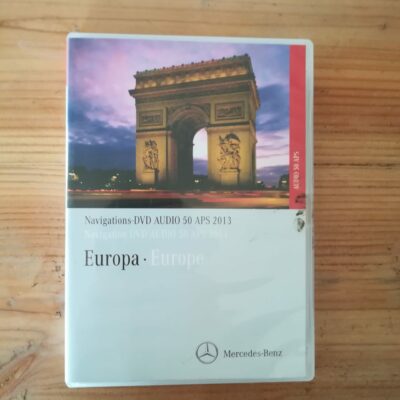 AUDIO 50 APS
Navigations-DVD AUDIO 50 APS 2013
Navigation DVD AUDIO 50 APS 2013
Europa · Europe
Mercedes-Benz